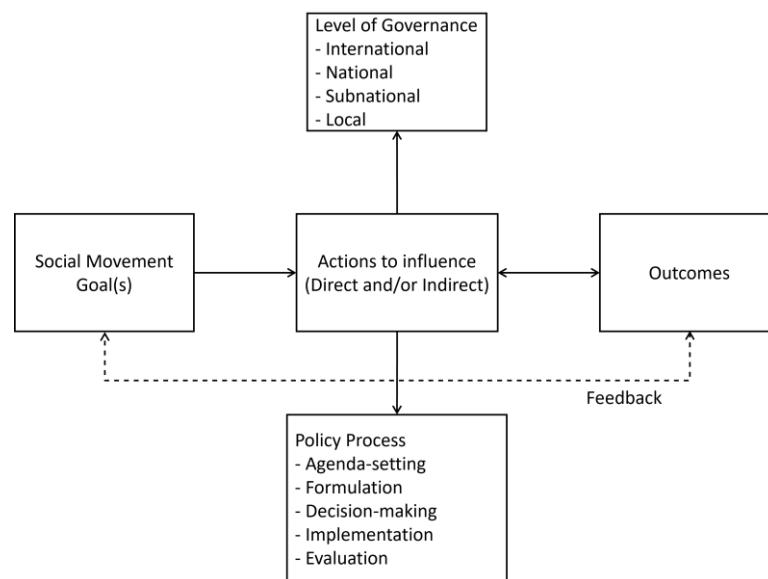 Level of Governance
- International
- National
- Subnational
- Local
Social Movement
Goal(s)
Actions to influence
(Direct and/or Indirect)
Outcomes
Feedback
Policy Process
- Agenda-setting
- Formulation
- Decision-making
- Implementation
- Evaluation